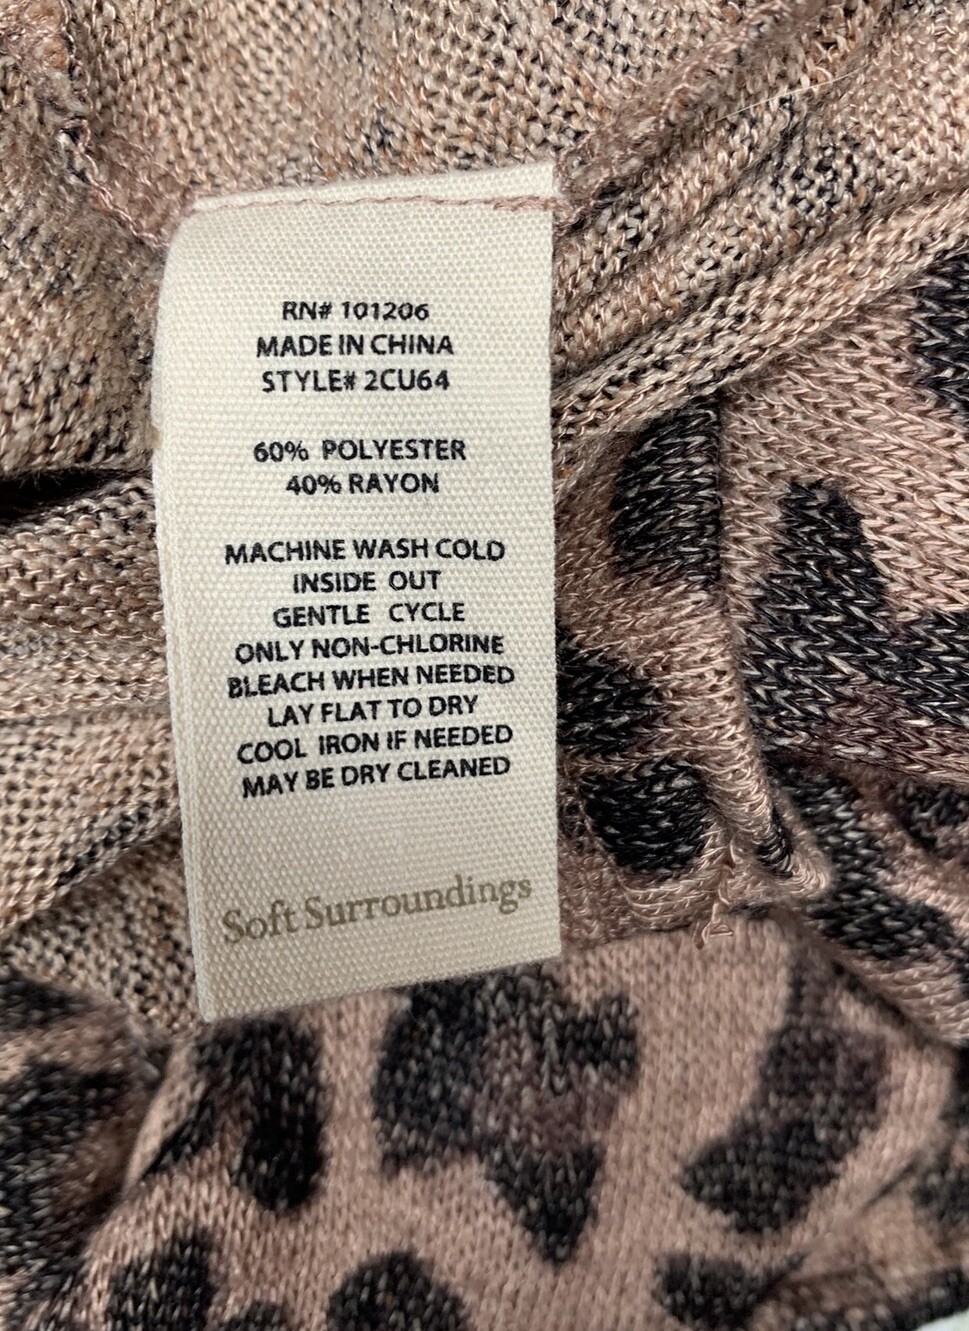 RN# 101206
MADE IN CHINA
STYLE# 2CU64
60% POLYESTER
40% RAYON
MACHINE WASH COLD
INSIDE OUT
GENTLE CYCLE
ONLY NON-CHLORINE
BLEACH WHEN NEEDED
LAY FLAT TO DRY
COOL IRON IF NEEDED
MAY BE DRY CLEANED
Soft Surroundings